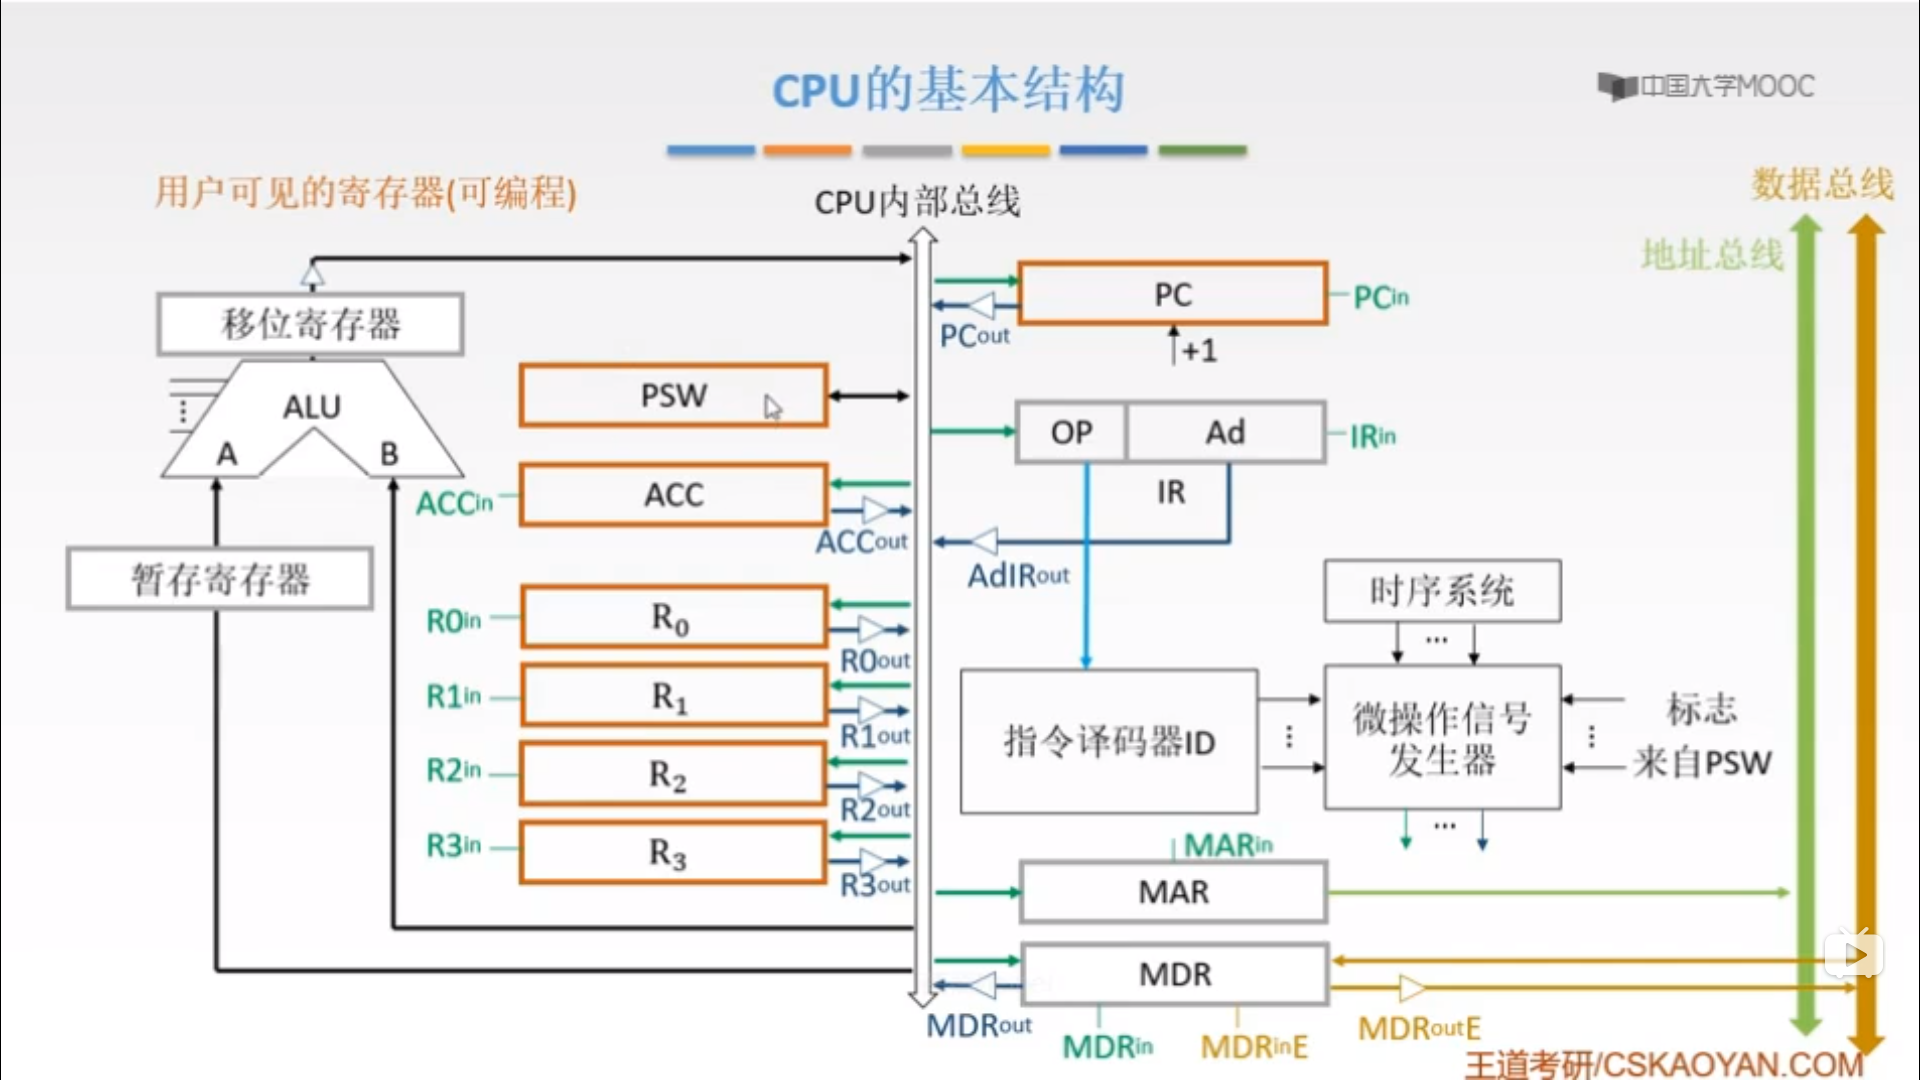 CPU的基本结构
中国大学MOOC
用户可见的寄存器(可编程)
CPU内部总线
数据总线
地址总线
移位寄存器
ALU
A
B
暂存寄存器
PSW
ACC
ACCin
ACCout
R0
R0in
R0out
R1
R1in
R1out
R2
R2in
R2out
R3
R3in
R3out
PC
PCin
PCout
+1
OP
Ad
IRin
IR
AdIRout
时序系统
...
指令译码器ID
...
微操作信号
发生器
...
标志
来自PSW
...
MARin
MAR
MDR
MDRout
MDRin
MDRinE
MDRoutE
王道考研/CSKAOYAN.COM